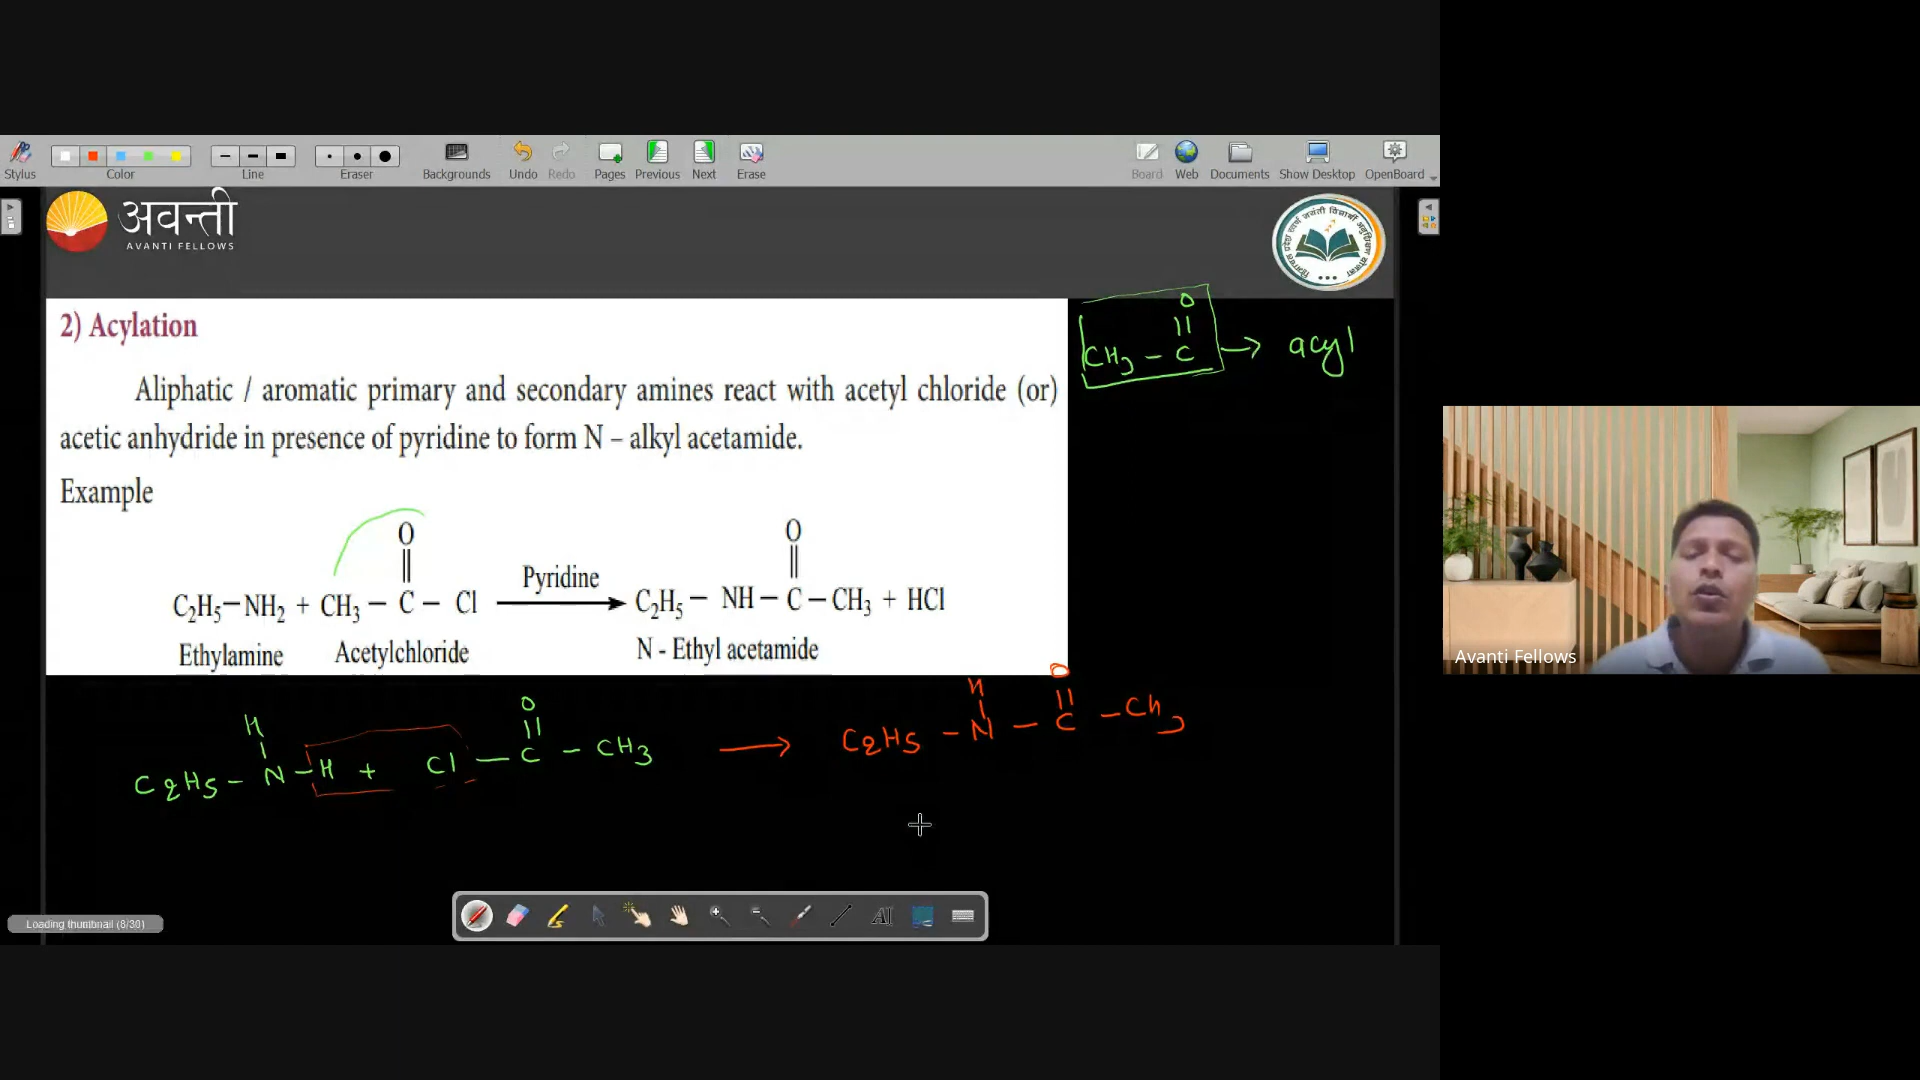 Stylus
Color
Line
Eraser
Backgrounds
Undo
Redo
Pages
Previous
Next
Erase
Board
Web
Documents
Show Desktop
OpenBoard
अवन्ती
AVANTI FELLOWS
2) Acylation
Aliphatic / aromatic primary and secondary amines react with acetyl chloride (or)
acetic anhydride in presence of pyridine to form N – alkyl acetamide.
Example
O
||
C₂H₅–NH₂ + CH₃ – C – Cl
Pyridine
O
||
C₂H₅ – NH – C – CH₃ + HCl
Ethylamine
Acetylchloride
N - Ethyl acetamide
O
||
CH₃ – C → acyl
H
|
C₂H₅ – N – H + Cl – C – CH₃
O
||
→
H
|
C₂H₅ – N – C – CH₃
O
||
Avanti Fellows
Loading thumbnail (8/30)